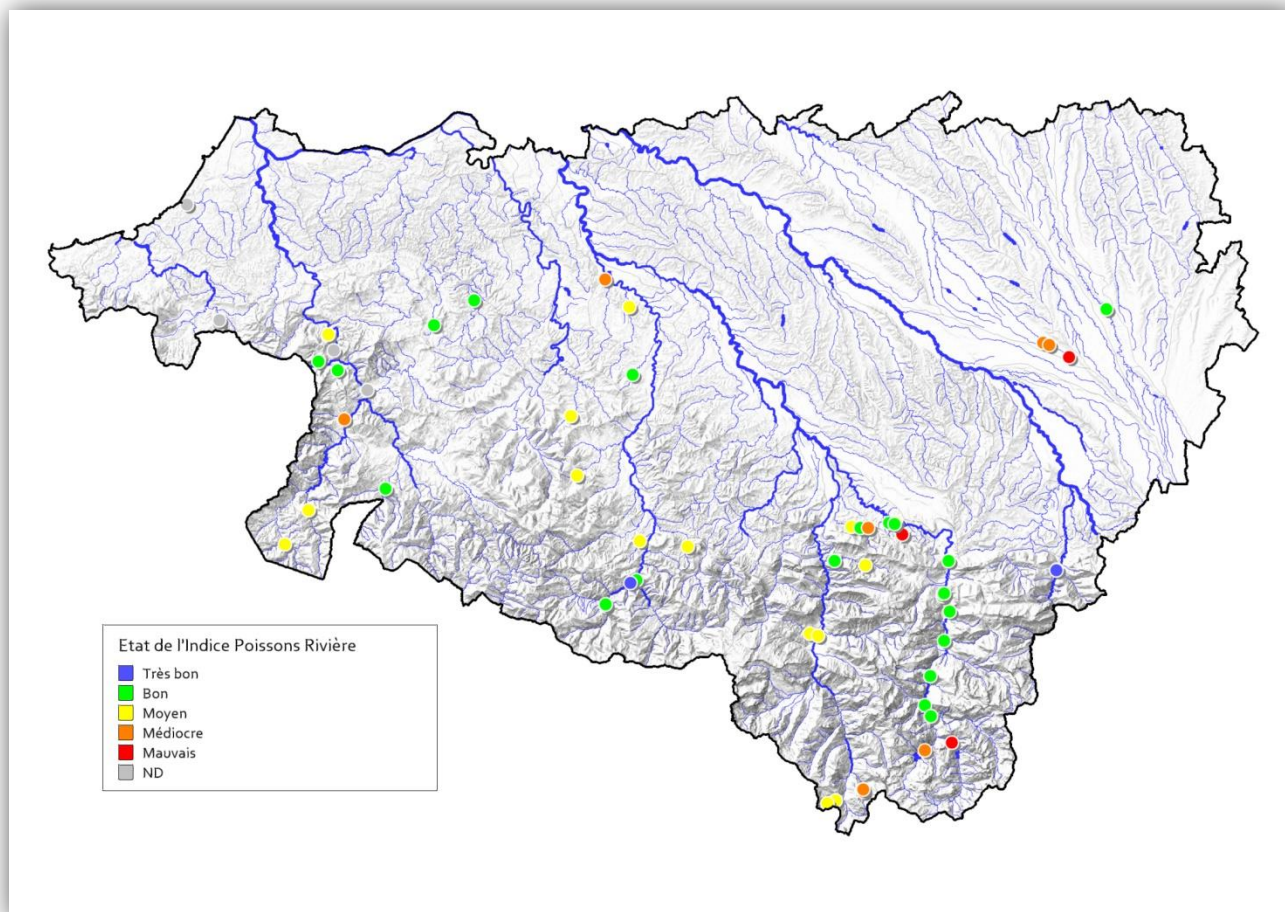 Etat de l'Indice Poissons Rivière
Très bon
Bon
Moyen
Médiocre
Mauvais
ND